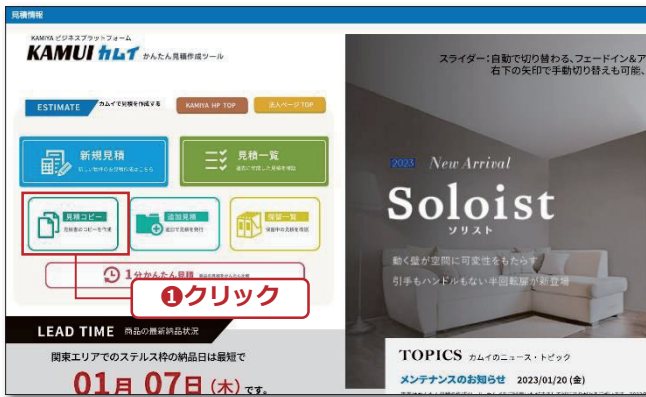 見積情報
KAMIYA ビジネスプラットフォーム
KAMUI カムイ かんたん見積作成ツール
ESTIMATE カムイで見積を作成する
KAMIYA HP TOP
法人ページTOP
新規見積
見積一覧
見積コピー
追加見積
保留一覧
1分かんたん見積
❶クリック
LEAD TIME 商品の最新納品状況
関東エリアでのステルス枠の納品日は最短で
01月 07日(木)です。
スライダー:自動で切り替わる、フェードイン&ア
右下の矢印で手動切り替えも可能、
2023 New Arrival
Soloist
ソリスト
動く壁が空間に可変性をもたらす
引手もハンドルもない半回転扉が新登場
TOPICS カムイのニュース・トピック
メンテナンスのお知らせ 2023/01/20 (金)